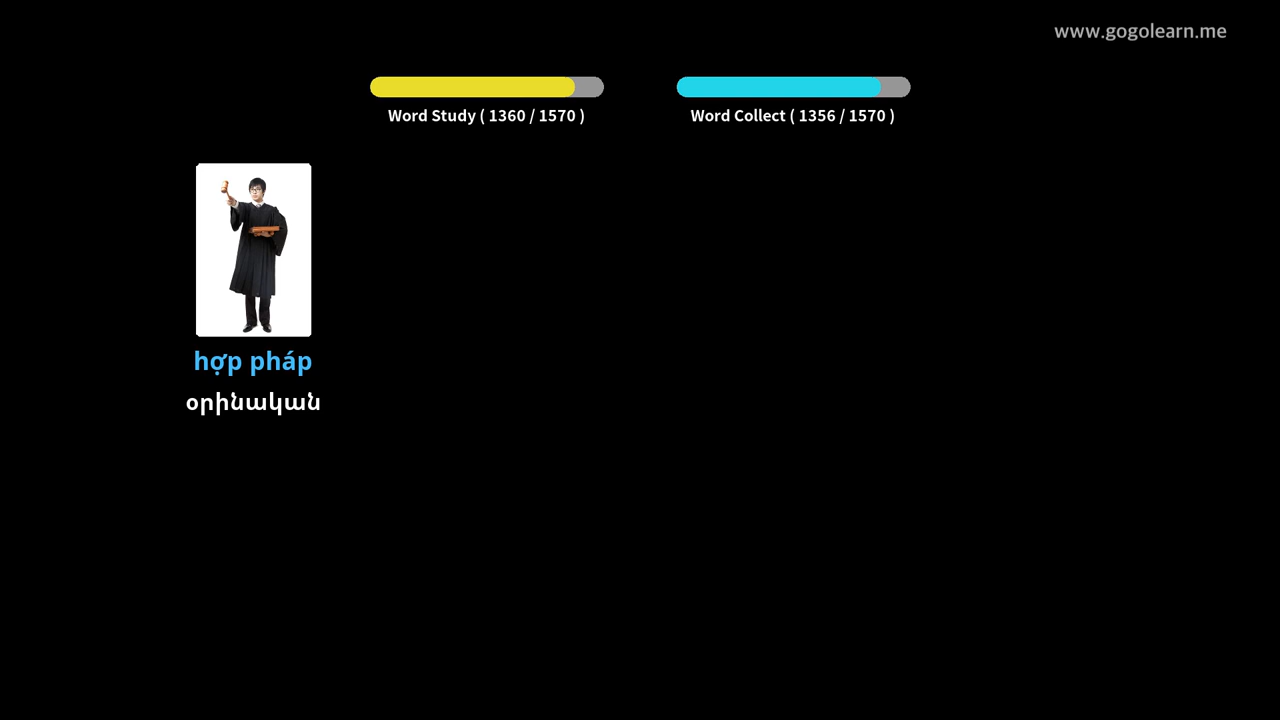 www.gogolearn.me
Word Study ( 1360 / 1570 )
Word Collect ( 1356 / 1570 )
hợp pháp
օրինական